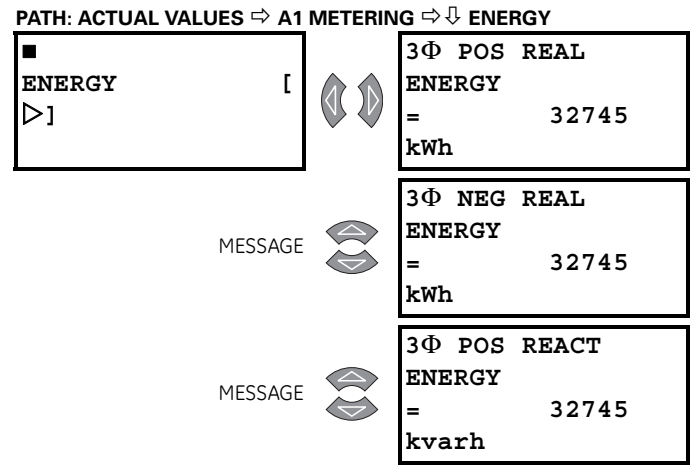 PATH: ACTUAL VALUES ⇨ A1 METERING ⇨⇩ ENERGY
■
ENERGY [
▷]
3Φ POS REAL
ENERGY
= 32745
kWh
MESSAGE
3Φ NEG REAL
ENERGY
= 32745
kWh
MESSAGE
3Φ POS REACT
ENERGY
= 32745
kvarh